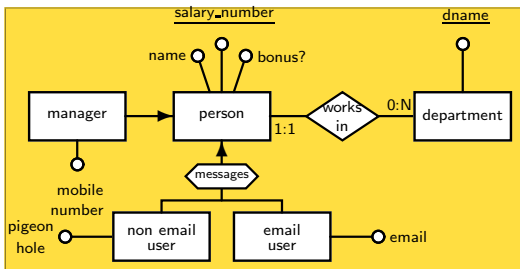 salary_number
dname
name
bonus?
manager
person
works
in
department
1:1
0:N
messages
mobile
number
pigeon
hole
non email
user
email
user
email